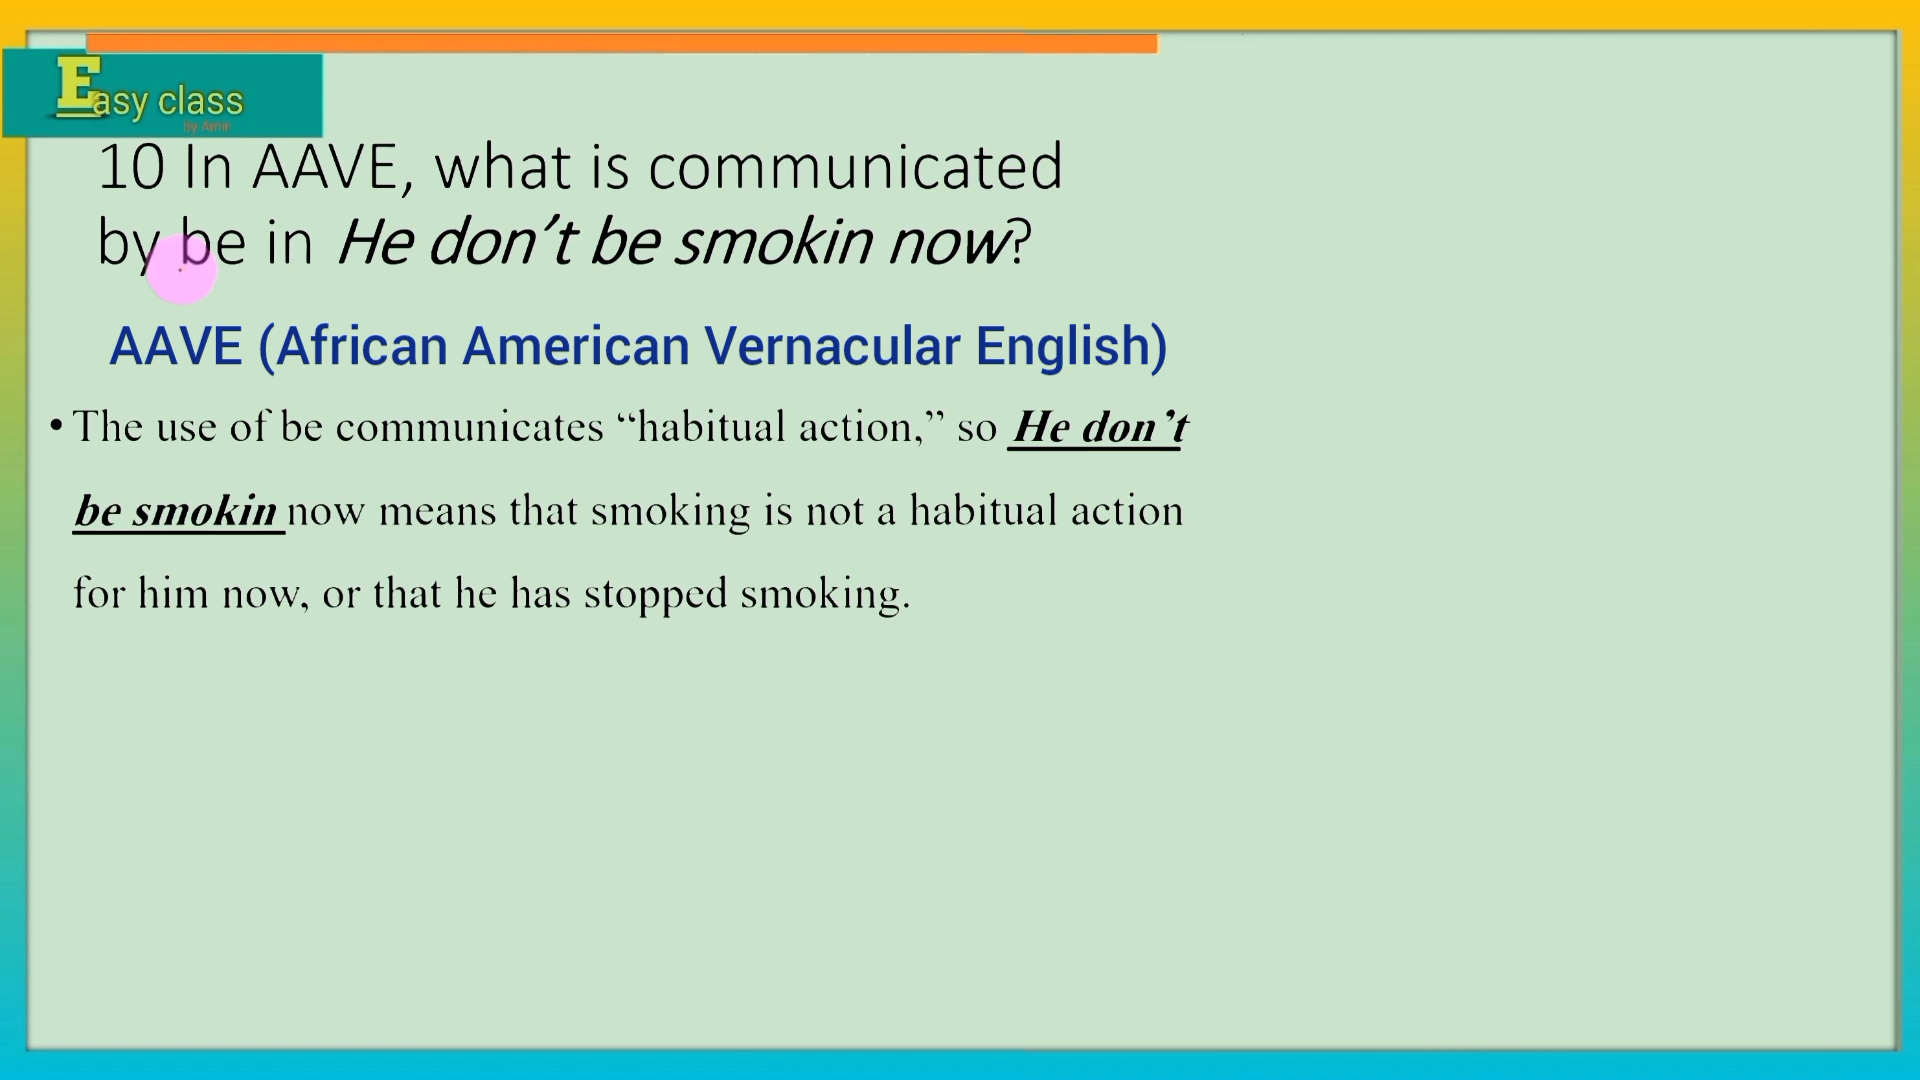 Easy class
by Amir
10 In AAVE, what is communicated
by be in He don’t be smokin now?
AAVE (African American Vernacular English)
• The use of be communicates “habitual action,” so He don’t
be smokin now means that smoking is not a habitual action
for him now, or that he has stopped smoking.